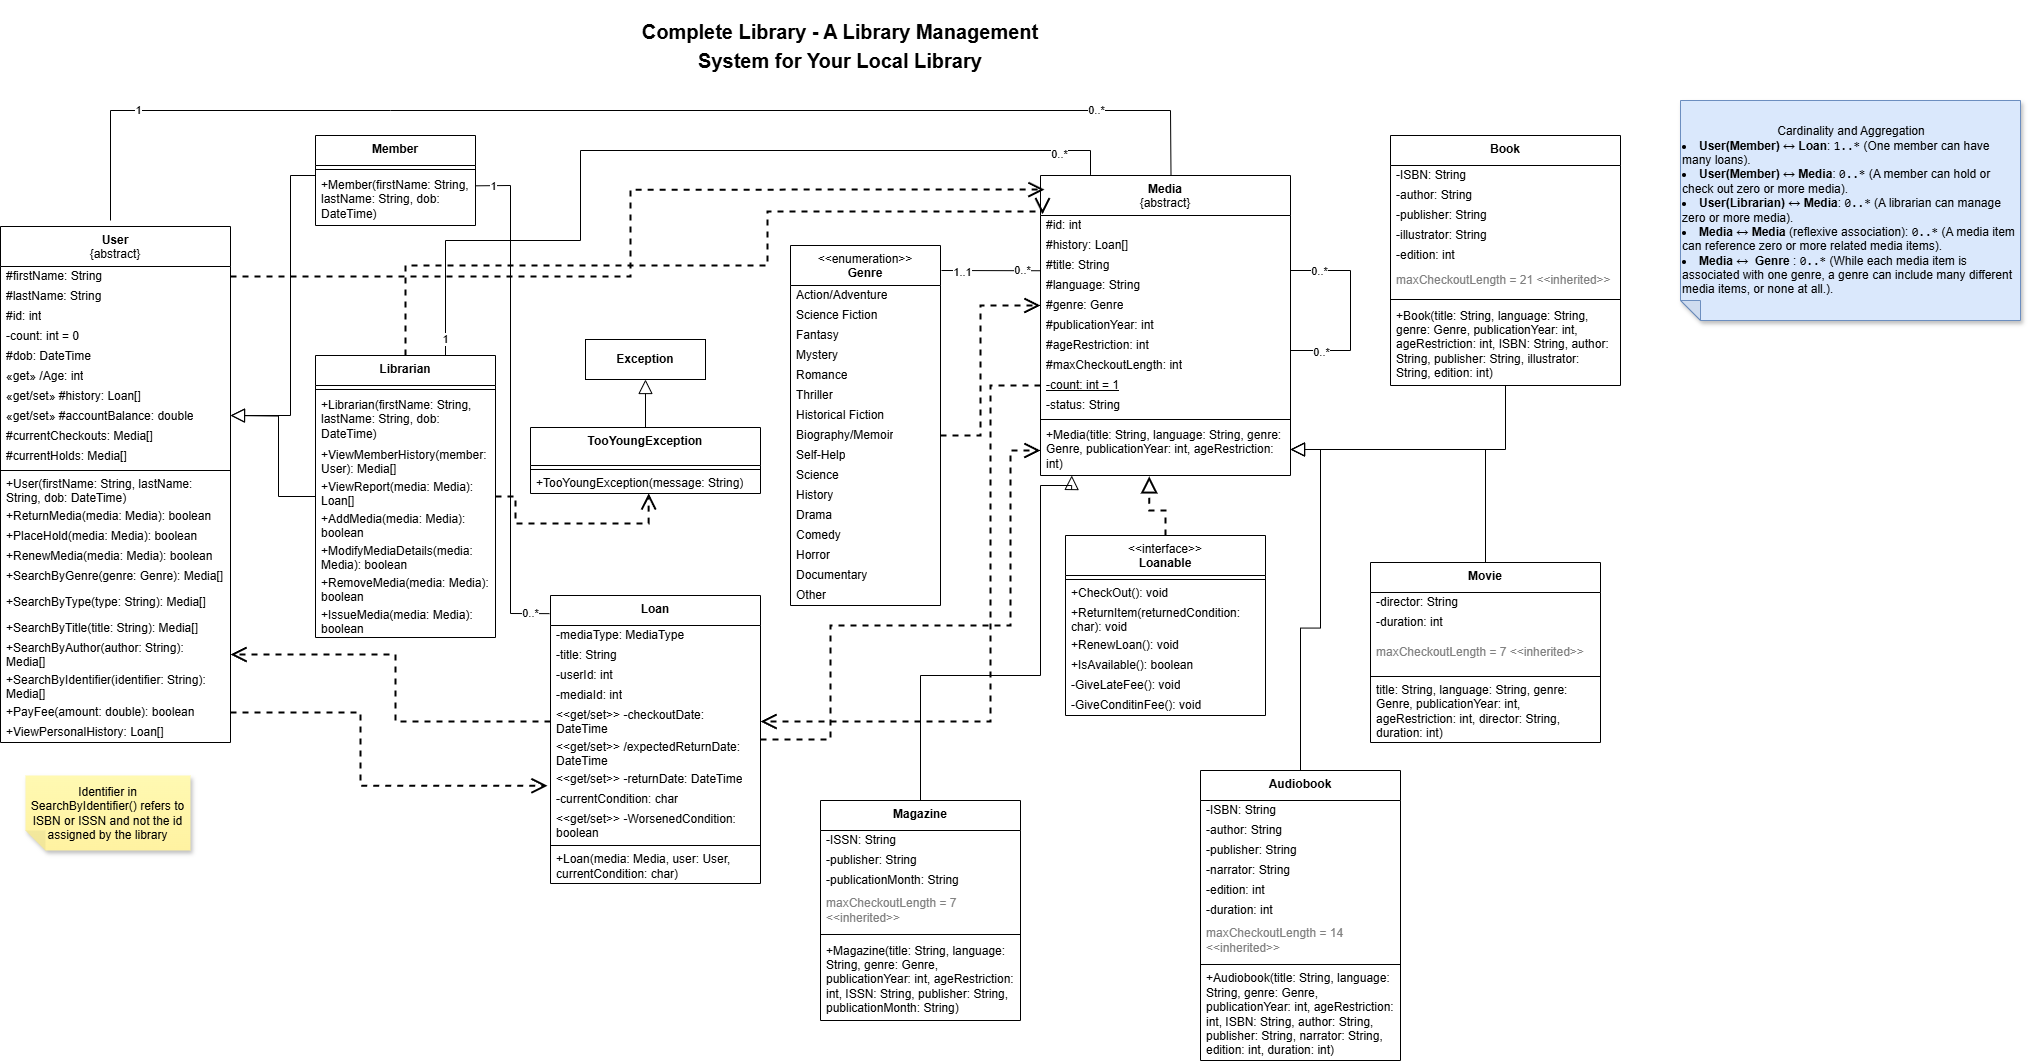 Complete Library - A Library Management
System for Your Local Library
1
0..*
Member
+Member(firstName: String,
lastName: String, dob:
DateTime)
1
0..*
User
{abstract}
#firstName: String
#lastName: String
#id: int
-count: int = 0
#dob: DateTime
«get» /Age: int
«get/set» #history: Loan[]
«get/set» #accountBalance: double
#currentCheckouts: Media[]
#currentHolds: Media[]
+User(firstName: String, lastName:
String, dob: DateTime)
+ReturnMedia(media: Media): boolean
+PlaceHold(media: Media): boolean
+RenewMedia(media: Media): boolean
+SearchByGenre(genre: Genre): Media[]
+SearchByType(type: String): Media[]
+SearchByTitle(title: String): Media[]
+SearchByAuthor(author: String):
Media[]
+SearchByIdentifier(identifier: String):
Media[]
+PayFee(amount: double): boolean
+ViewPersonalHistory: Loan[]
Identifier in
SearchByIdentifier() refers to
ISBN or ISSN and not the id
assigned by the library
1
Librarian
+Librarian(firstName: String,
lastName: String, dob:
DateTime)
+ViewMemberHistory(member:
User): Media[]
+ViewReport(media: Media):
Loan[]
+AddMedia(media: Media):
boolean
+ModifyMediaDetails(media:
Media): boolean
+RemoveMedia(media: Media):
boolean
+IssueMedia(media: Media):
boolean
Exception
TooYoungException
+TooYoungException(message: String)
0..*
Loan
-mediaType: MediaType
-title: String
-userId: int
-mediaId: int
<<get/set>> -checkoutDate:
DateTime
<<get/set>> /expectedReturnDate:
DateTime
<<get/set>> -returnDate: DateTime
-currentCondition: char
<<get/set>> -WorsenedCondition:
boolean
+Loan(media: Media, user: User,
currentCondition: char)
<<enumeration>>
Genre
Action/Adventure
Science Fiction
Fantasy
Mystery
Romance
Thriller
Historical Fiction
Biography/Memoir
Self-Help
Science
History
Drama
Comedy
Horror
Documentary
Other
1..1
0..*
Media
{abstract}
#id: int
#history: Loan[]
#title: String
#language: String
#genre: Genre
#publicationYear: int
#ageRestriction: int
#maxCheckoutLength: int
-count: int = 1
-status: String
+Media(title: String, language: String, genre:
Genre, publicationYear: int, ageRestriction:
int)
0..*
0..*
<<interface>>
Loanable
+CheckOut(): void
+ReturnItem(returnedCondition:
char): void
+RenewLoan(): void
+IsAvailable(): boolean
-GiveLateFee(): void
-GiveConditinFee(): void
Magazine
-ISSN: String
-publisher: String
-publicationMonth: String
maxCheckoutLength = 7
<<inherited>>
+Magazine(title: String, language:
String, genre: Genre,
publicationYear: int, ageRestriction:
int, ISSN: String, publisher: String,
publicationMonth: String)
Audiobook
-ISBN: String
-author: String
-publisher: String
-narrator: String
-edition: int
-duration: int
maxCheckoutLength = 14
<<inherited>>
+Audiobook(title: String, language:
String, genre: Genre,
publicationYear: int, ageRestriction:
int, ISBN: String, author: String,
publisher: String, narrator: String,
edition: int, duration: int)
Book
-ISBN: String
-author: String
-publisher: String
-illustrator: String
-edition: int
maxCheckoutLength = 21 <<inherited>>
+Book(title: String, language: String,
genre: Genre, publicationYear: int,
ageRestriction: int, ISBN: String, author:
String, publisher: String, illustrator:
String, edition: int)
Movie
-director: String
-duration: int
maxCheckoutLength = 7 <<inherited>>
title: String, language: String, genre:
Genre, publicationYear: int,
ageRestriction: int, director: String,
duration: int)
Cardinality and Aggregation
• User(Member) ↔ Loan: 1..* (One member can have
many loans).
• User(Member) ↔ Media: 0..* (A member can hold or
check out zero or more media).
• User(Librarian) ↔ Media: 0..* (A librarian can manage
zero or more media).
• Media ↔ Media (reflexive association): 0..* (A media item
can reference zero or more related media items).
• Media ↔ Genre : 0..* (While each media item is
associated with one genre, a genre can include many different
media items, or none at all.).